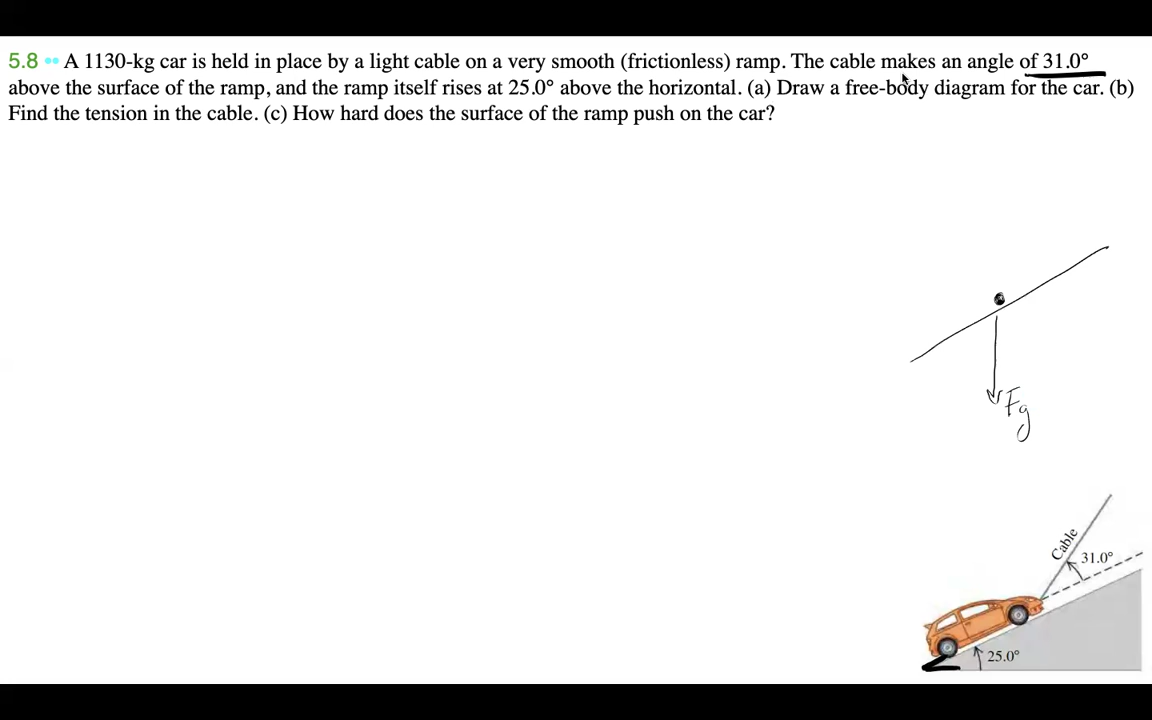 5.8 •• A 1130-kg car is held in place by a light cable on a very smooth (frictionless) ramp. The cable makes an angle of 31.0°
above the surface of the ramp, and the ramp itself rises at 25.0° above the horizontal. (a) Draw a free-body diagram for the car. (b)
Find the tension in the cable. (c) How hard does the surface of the ramp push on the car?
Fg
Cable
31.0°
25.0°